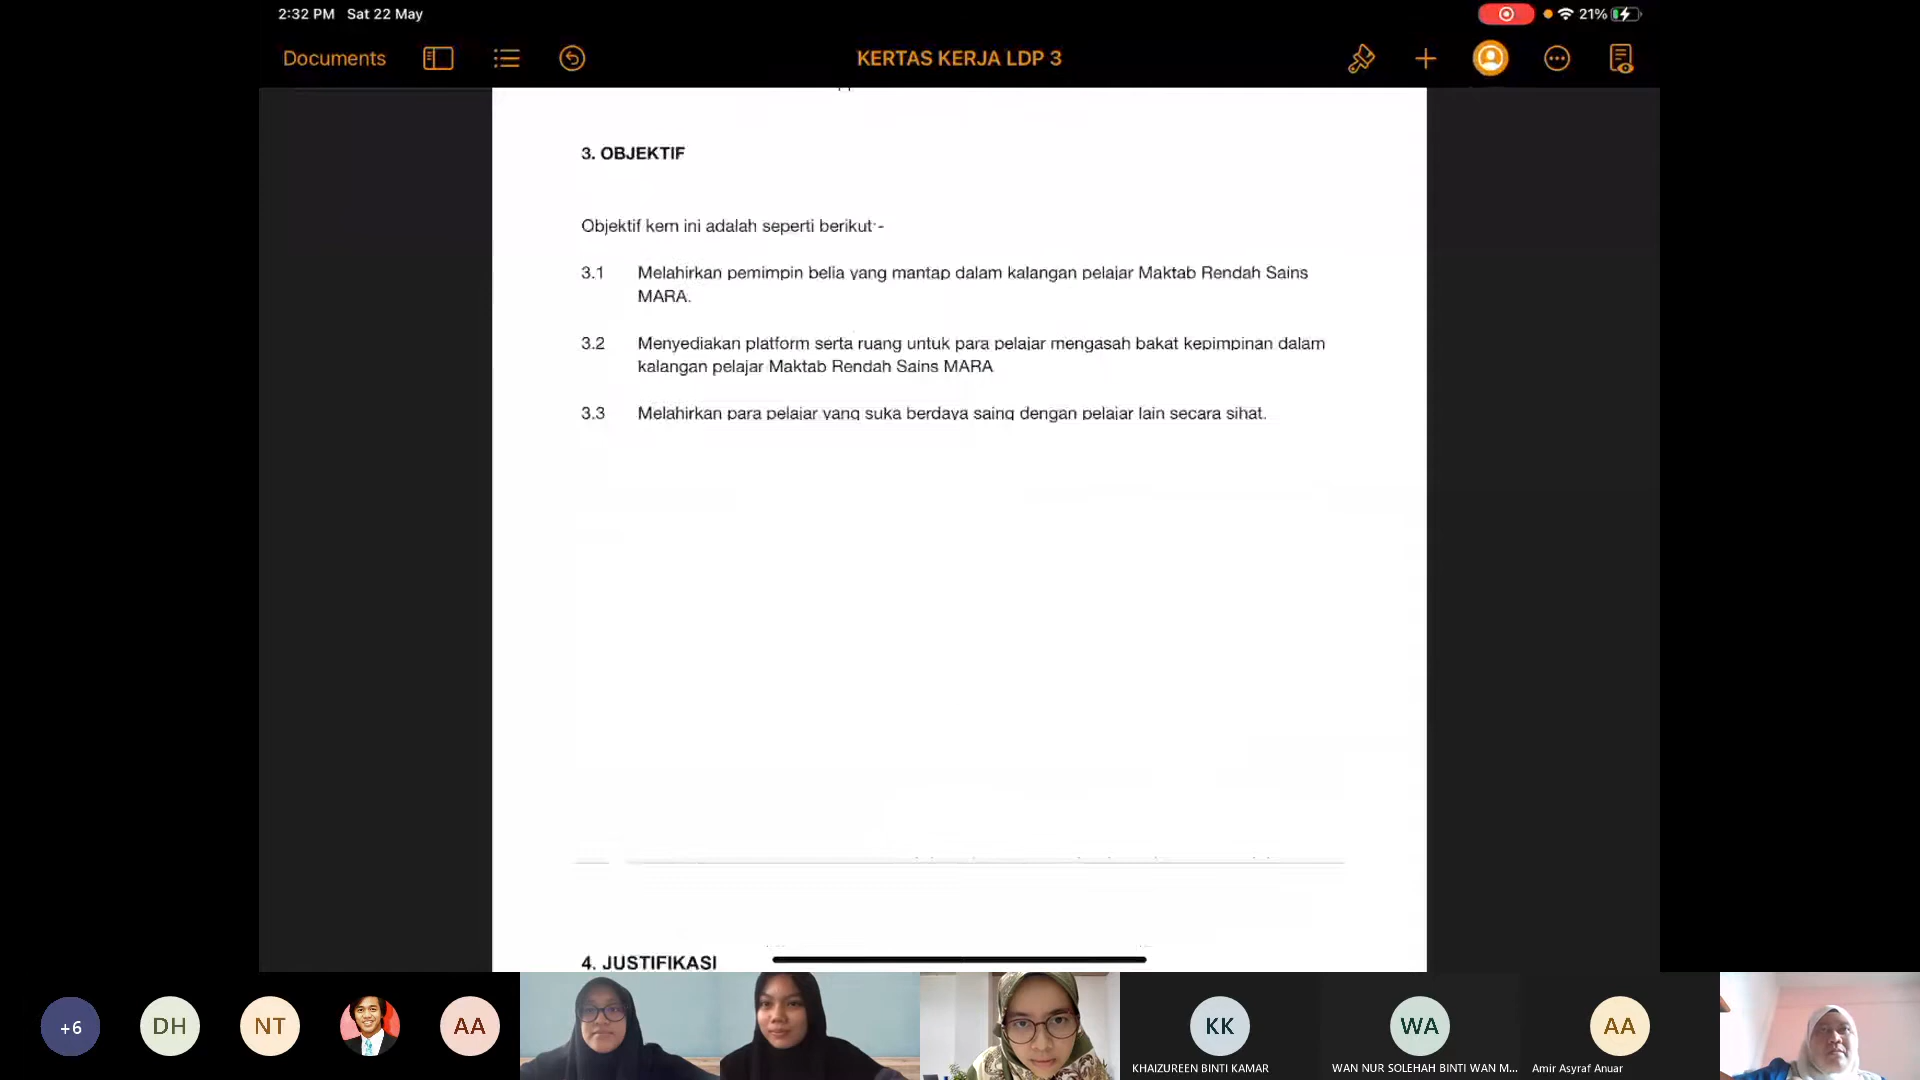 2:32 PM Sat 22 May
21%
Documents
KERTAS KERJA LDP 3
3. OBJEKTIF
Objektif kem ini adalah seperti berikut:-
3.1 Melahirkan pemimpin belia yang mantap dalam kalangan pelajar Maktab Rendah Sains
MARA.
3.2 Menyediakan platform serta ruang untuk para pelajar mengasah bakat kepimpinan dalam
kalangan pelajar Maktab Rendah Sains MARA
3.3 Melahirkan para pelajar yang suka berdaya saing dengan pelajar lain secara sihat.
4. JUSTIFIKASI
+6
DH
NT
AA
KK
WA
AA
KHAIZUREEN BINTI KAMAR
WAN NUR SOLEHAH BINTI WAN M...
Amir Asyraf Anuar